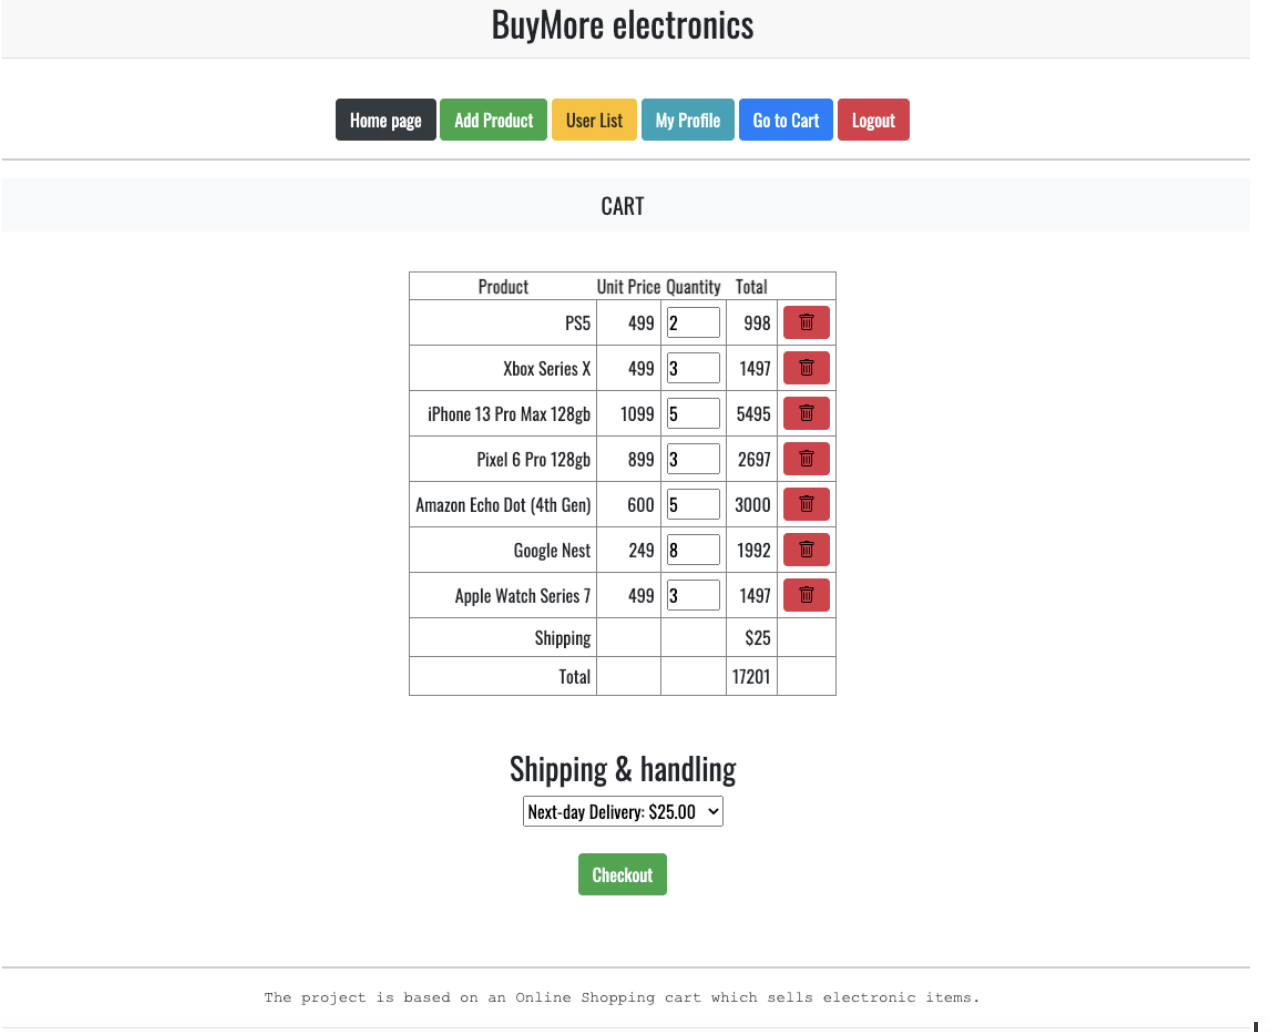 BuyMore electronics
Home page Add Product User List My Profile Go to Cart Logout
CART
Product Unit Price Quantity Total
PS5 499 2 998
Xbox Series X 499 3 1497
iPhone 13 Pro Max 128gb 1099 5 5495
Pixel 6 Pro 128gb 899 3 2697
Amazon Echo Dot (4th Gen) 600 5 3000
Google Nest 249 8 1992
Apple Watch Series 7 499 3 1497
Shipping $25
Total 17201
Shipping & handling
Next-day Delivery: $25.00
Checkout
The project is based on an Online Shopping cart which sells electronic items.